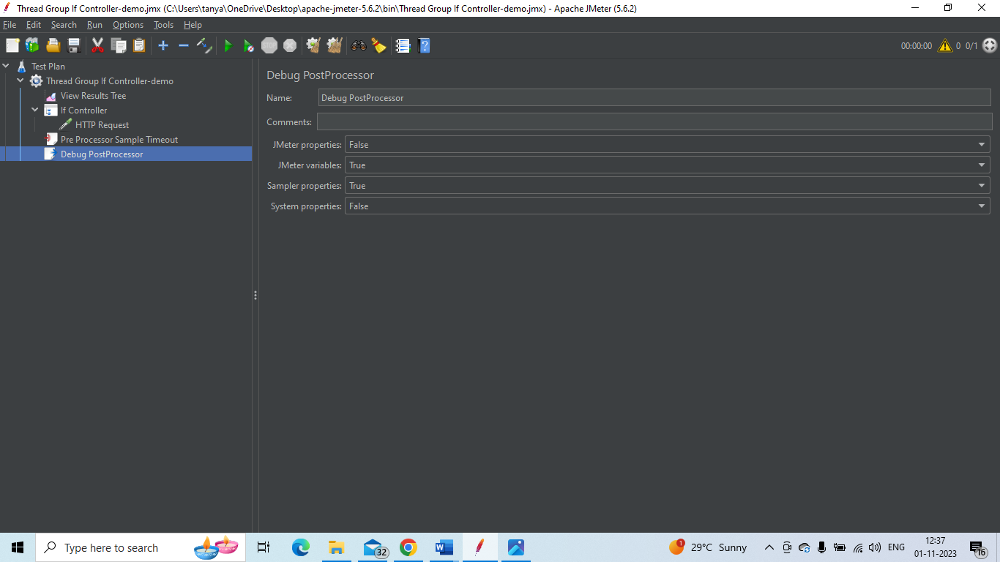 Thread Group If Controller-demo.jmx (C:\Users\tanya\OneDrive\Desktop\apache-jmeter-5.6.2\bin\Thread Group If Controller-demo.jmx) - Apache JMeter (5.6.2)
File Edit Search Run Options Tools Help
STOP 00:00:00 0 0/1
Test Plan
Thread Group If Controller-demo
View Results Tree
If Controller
HTTP Request
Pre Processor Sample Timeout
Debug PostProcessor
Debug PostProcessor
Name: Debug PostProcessor
Comments:
JMeter properties: False
JMeter variables: True
Sampler properties: True
System properties: False
Type here to search
32
1
29°C Sunny
ENG
12:37
01-11-2023
16